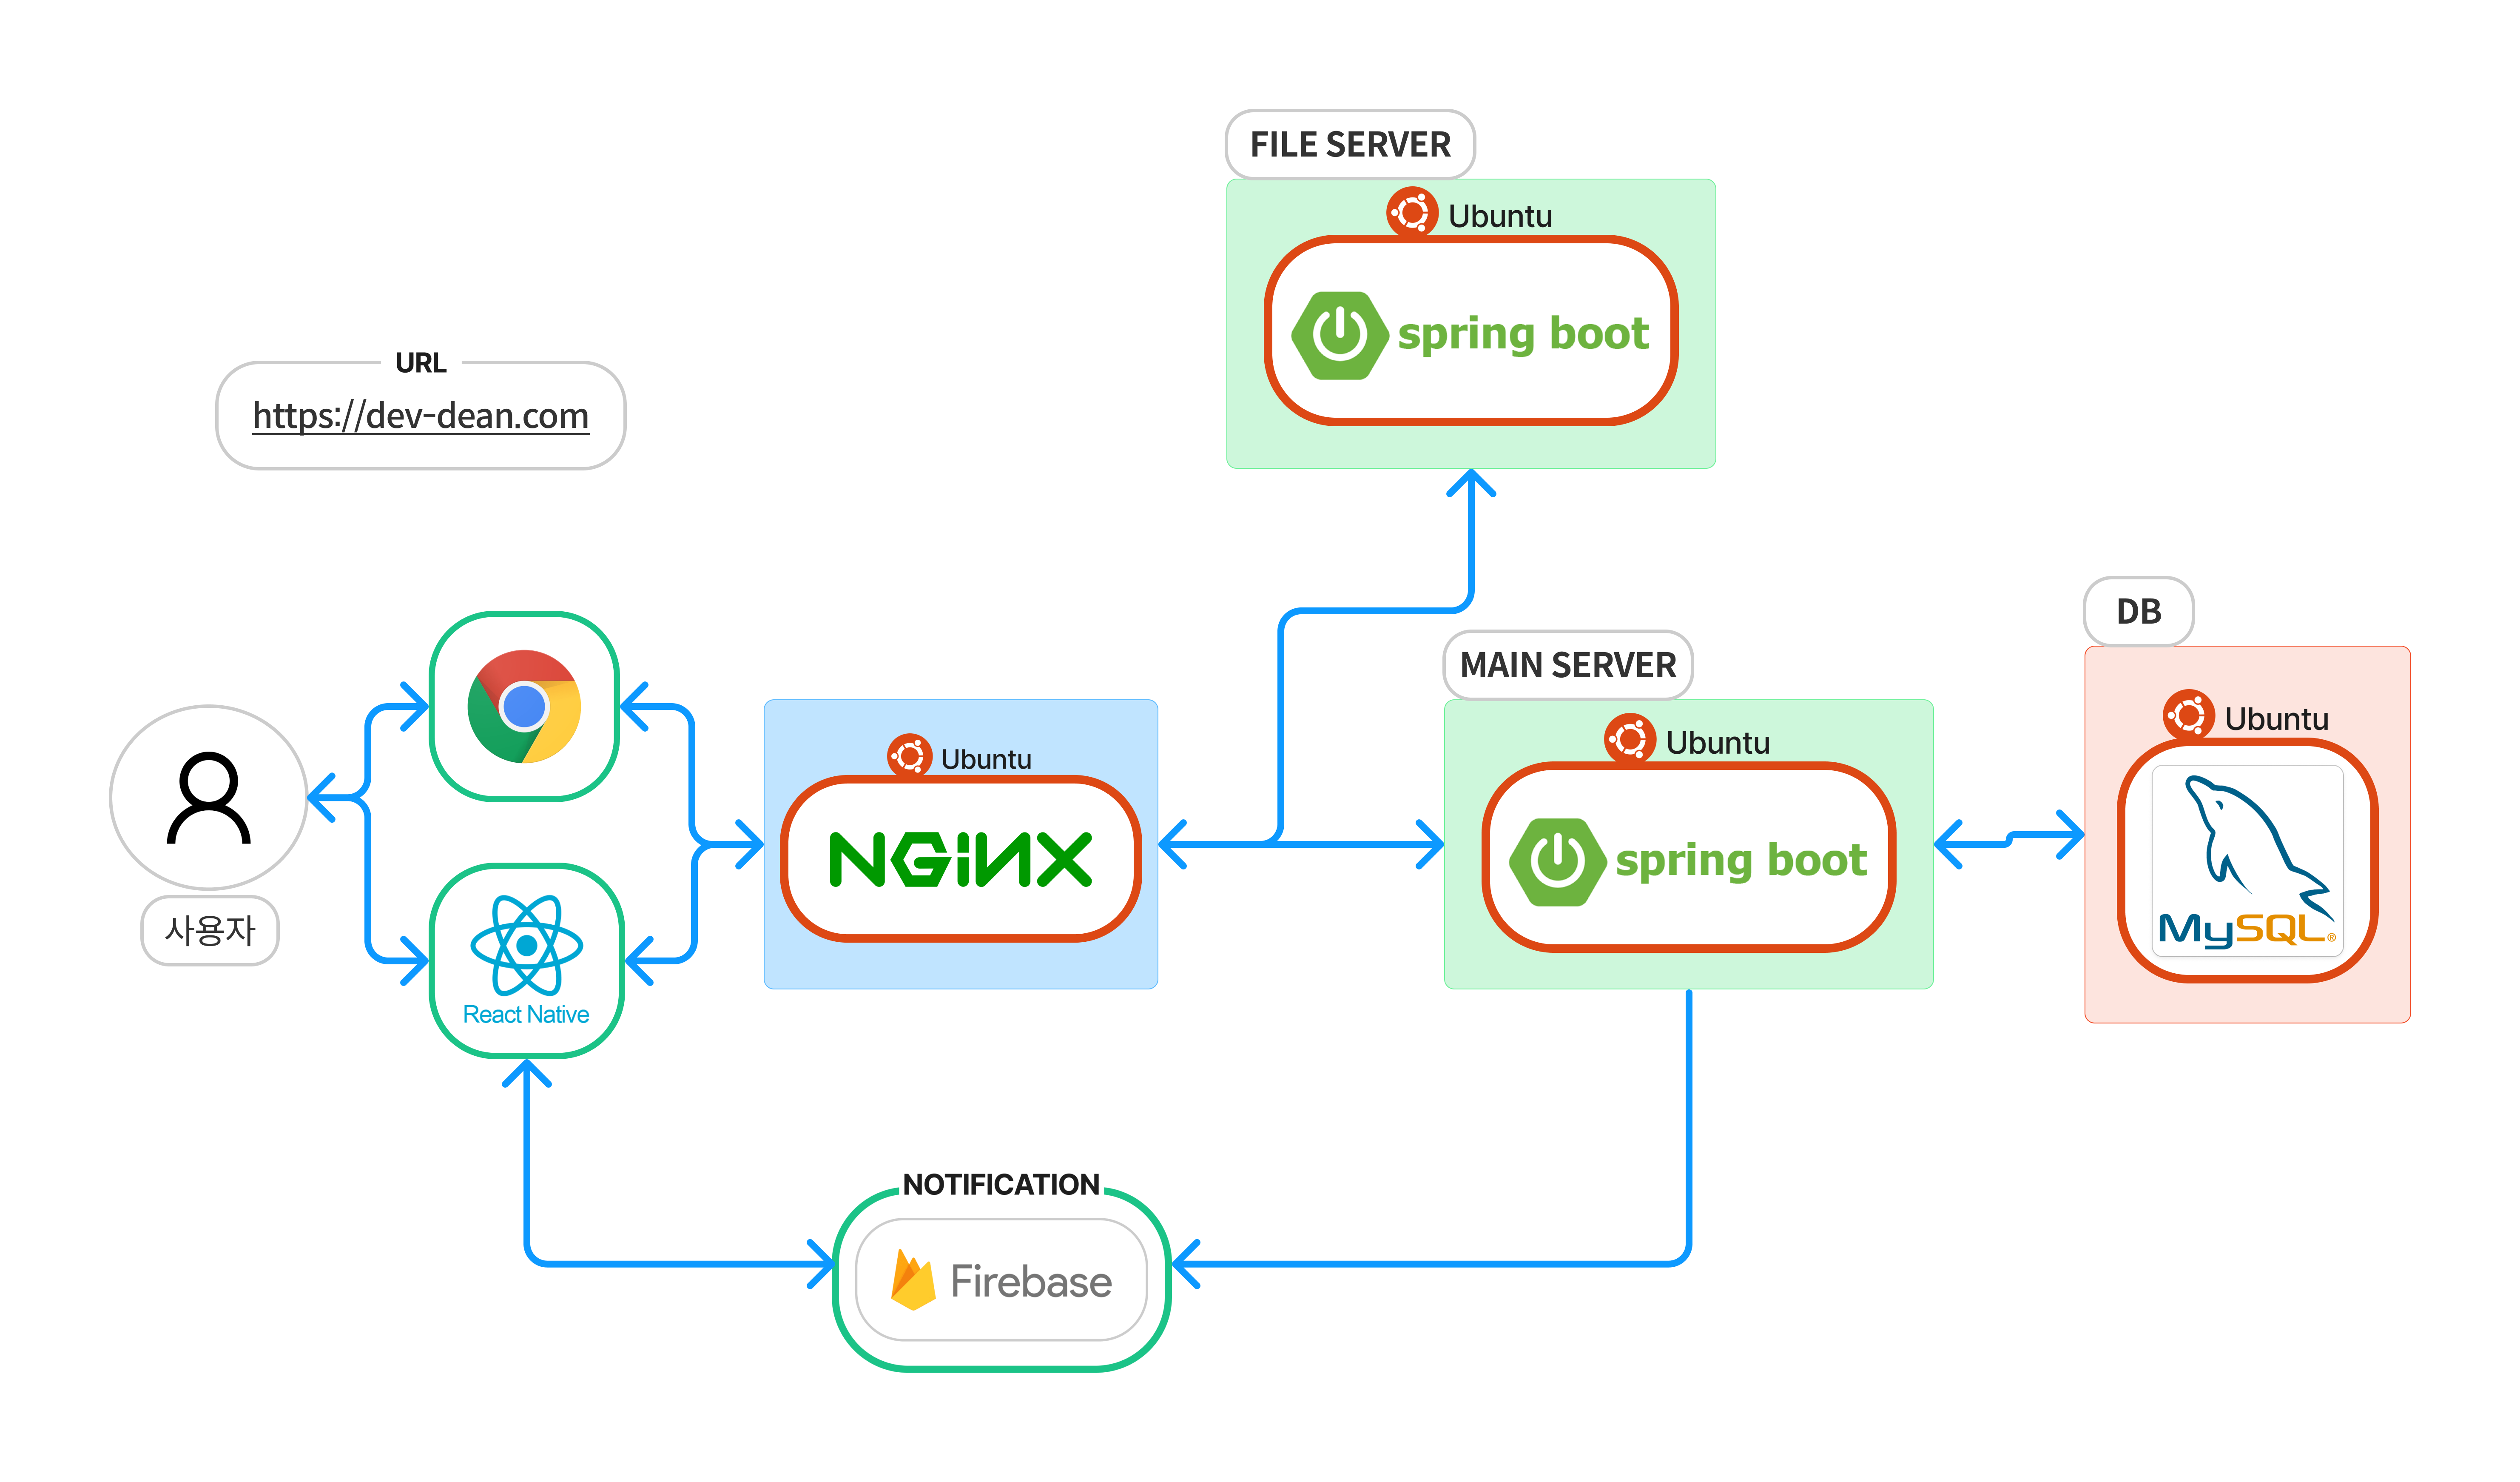 FILE SERVER
Ubuntu
spring boot
URL
https://dev-dean.com
DB
MAIN SERVER
Ubuntu
Ubuntu
Ubuntu
NGiNX
spring boot
MySQL®
사용자
React Native
NOTIFICATION
Firebase